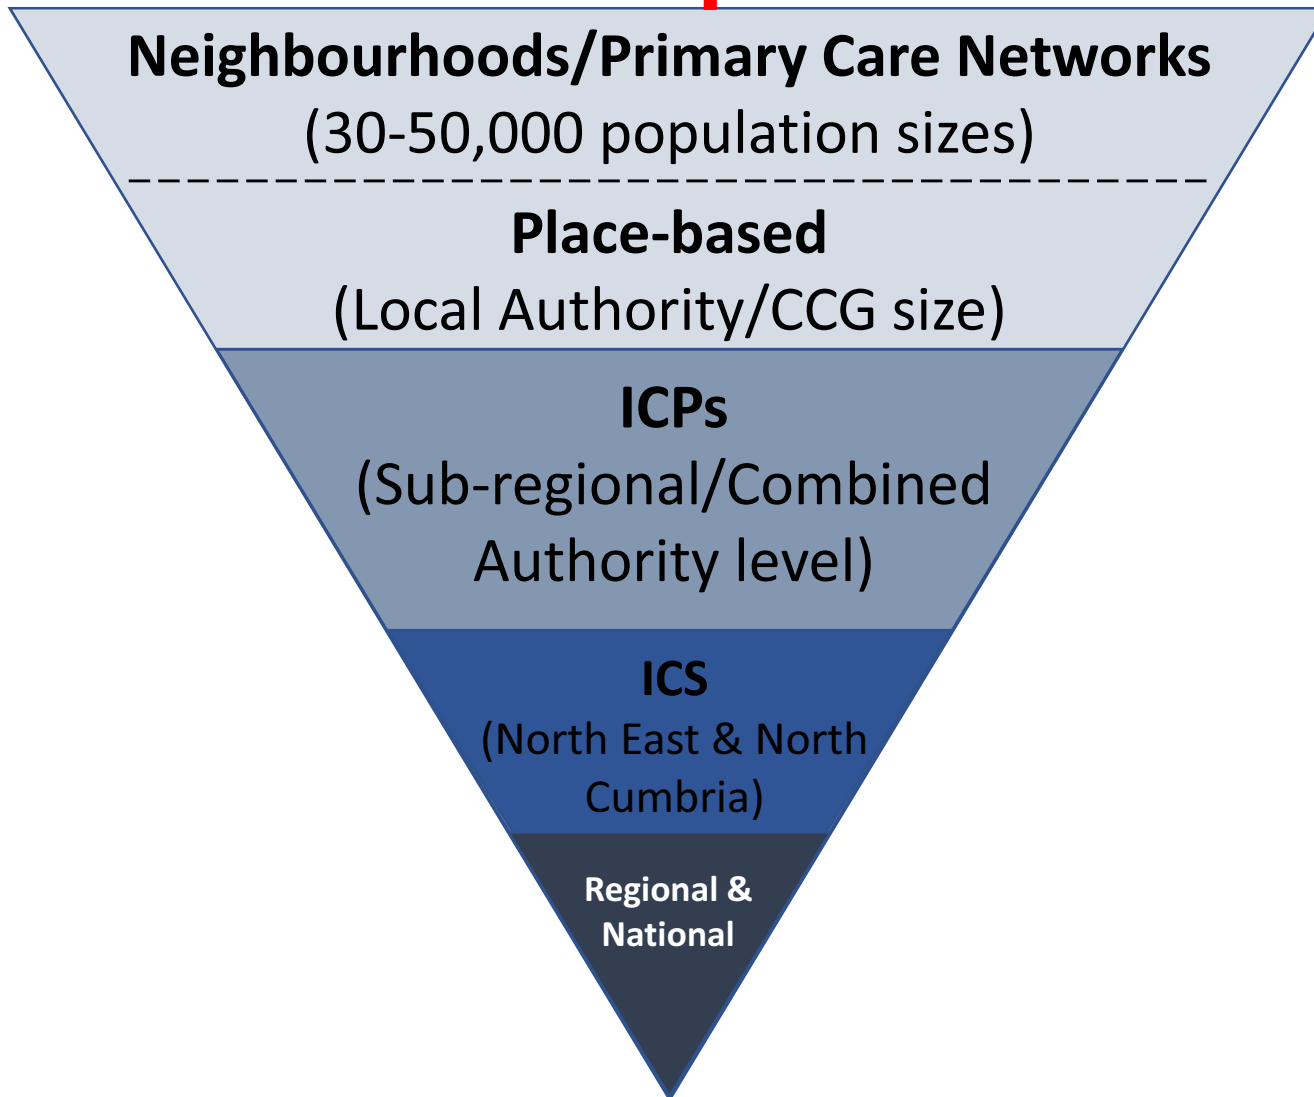 Neighbourhoods/Primary Care Networks
(30-50,000 population sizes)
Place-based
(Local Authority/CCG size)
ICPs
(Sub-regional/Combined
Authority level)
ICS
(North East & North
Cumbria)
Regional &
National